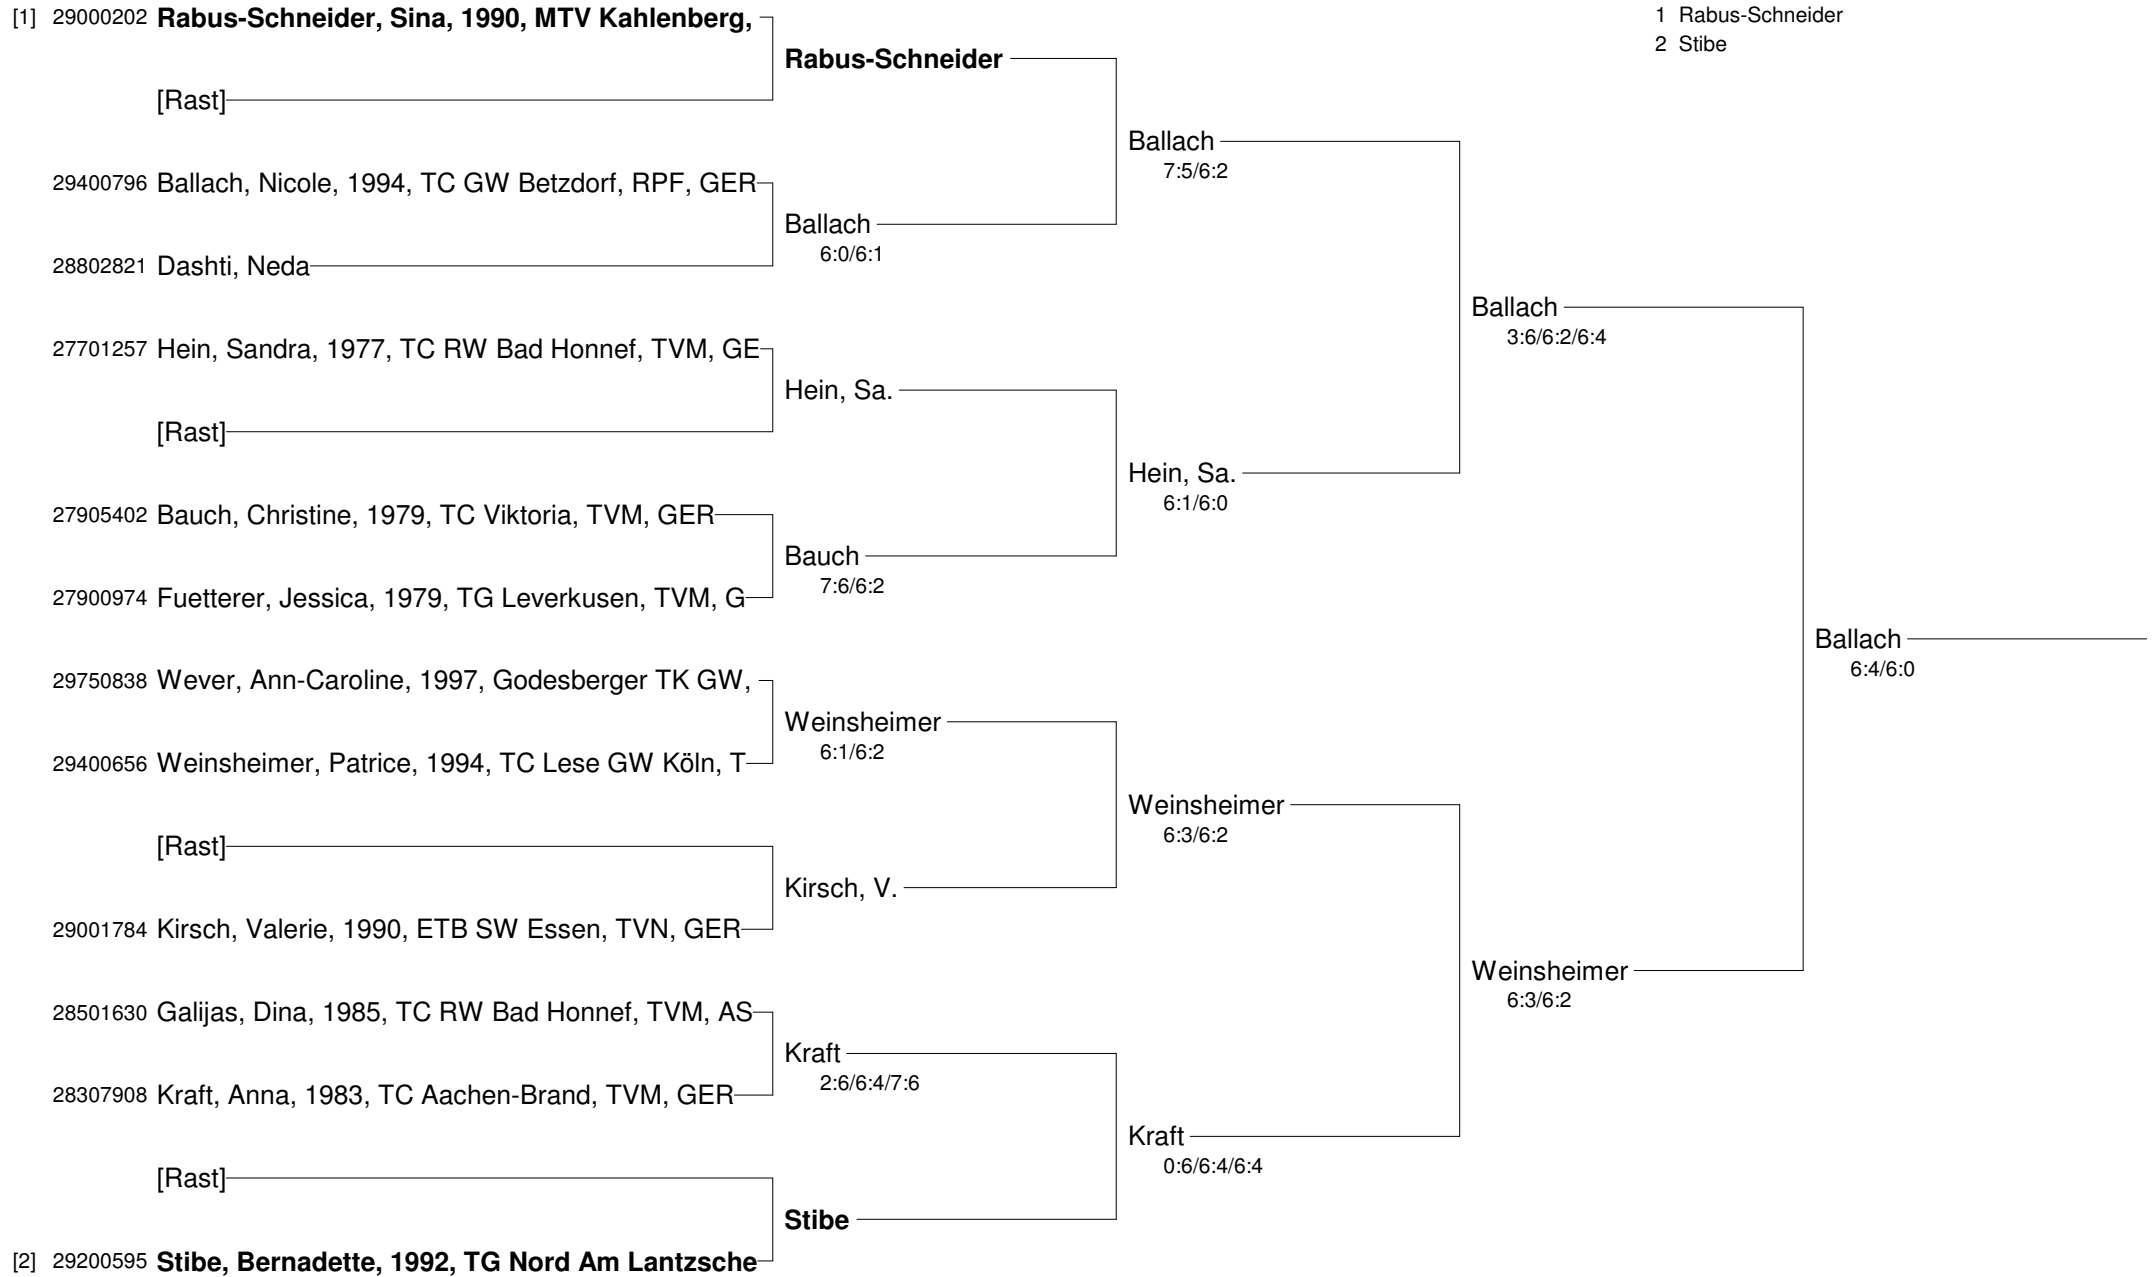 [1] 29000202 Rabus-Schneider, Sina, 1990, MTV Kahlenberg,
1 Rabus-Schneider
2 Stibe
Rabus-Schneider
[Rast]
Ballach
7:5/6:2
29400796 Ballach, Nicole, 1994, TC GW Betzdorf, RPF, GER
Ballach
6:0/6:1
28802821 Dashti, Neda
Ballach
3:6/6:2/6:4
27701257 Hein, Sandra, 1977, TC RW Bad Honnef, TVM, GE
Hein, Sa.
[Rast]
Hein, Sa.
6:1/6:0
27905402 Bauch, Christine, 1979, TC Viktoria, TVM, GER
Bauch
7:6/6:2
27900974 Fuetterer, Jessica, 1979, TG Leverkusen, TVM, G
Ballach
6:4/6:0
29750838 Wever, Ann-Caroline, 1997, Godesberger TK GW,
Weinsheimer
6:1/6:2
29400656 Weinsheimer, Patrice, 1994, TC Lese GW Köln, T
Weinsheimer
6:3/6:2
[Rast]
Kirsch, V.
29001784 Kirsch, Valerie, 1990, ETB SW Essen, TVN, GER
Weinsheimer
6:3/6:2
28501630 Galijas, Dina, 1985, TC RW Bad Honnef, TVM, AS
Kraft
2:6/6:4/7:6
28307908 Kraft, Anna, 1983, TC Aachen-Brand, TVM, GER
Kraft
0:6/6:4/6:4
[Rast]
Stibe
[2] 29200595 Stibe, Bernadette, 1992, TG Nord Am Lantzsche